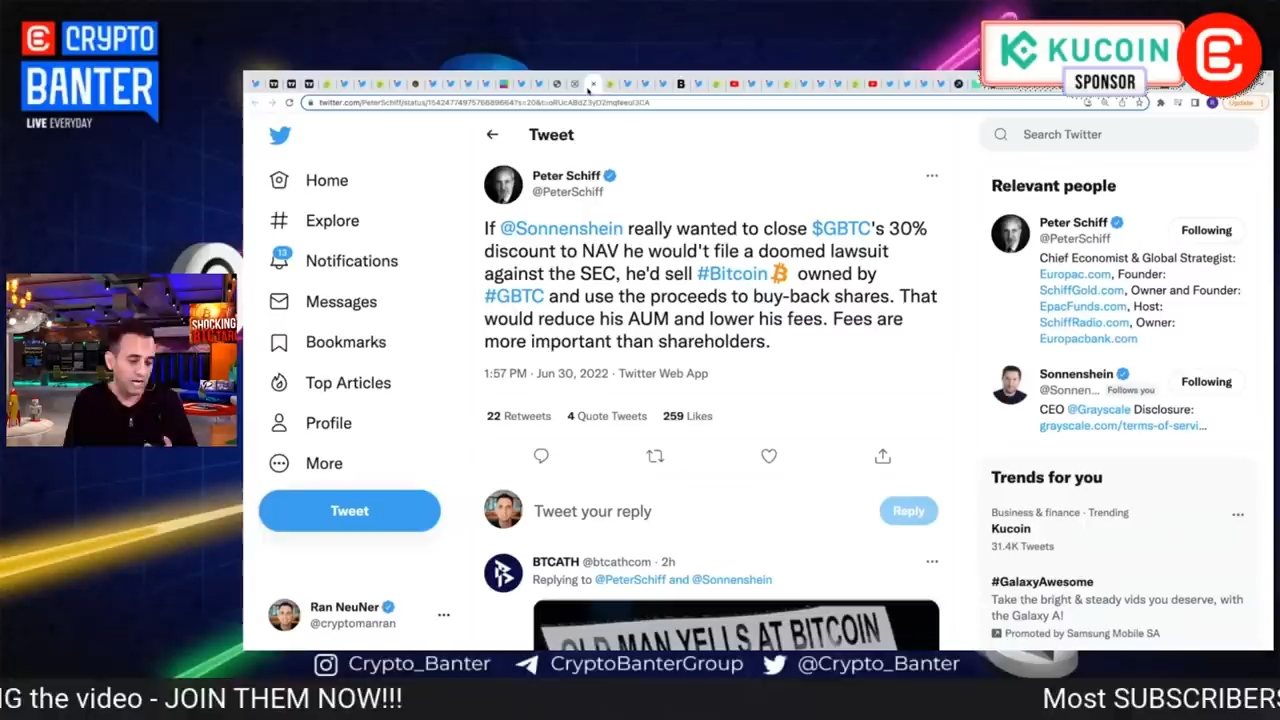 CRYPTO
BANTER
LIVE EVERYDAY
KUCOIN
SPONSOR
Update
Tweet
Search Twitter
Home
Explore
13
Notifications
Messages
Bookmarks
Top Articles
Profile
More
Tweet
Ran NeuNer
@cryptomanran
Peter Schiff
@PeterSchiff
If @Sonnenshein really wanted to close $GBTC's 30%
discount to NAV he would't file a doomed lawsuit
against the SEC, he'd sell #Bitcoin owned by
#GBTC and use the proceeds to buy-back shares. That
would reduce his AUM and lower his fees. Fees are
more important than shareholders.
1:57 PM · Jun 30, 2022 · Twitter Web App
22 Retweets 4 Quote Tweets 259 Likes
Tweet your reply
Reply
BTCATH @btcathcom · 2h
Replying to @PeterSchiff and @Sonnenshein
OLD MAN YELLS AT BITCOIN
Relevant people
Peter Schiff
@PeterSchiff
Following
Chief Economist & Global Strategist:
Europac.com, Founder:
SchiffGold.com, Owner and Founder:
EpacFunds.com, Host:
SchiffRadio.com, Owner:
Europacbank.com
Sonnenshein
@Sonnen... Follows you
Following
CEO @Grayscale Disclosure:
grayscale.com/terms-of-servi...
Trends for you
Business & finance · Trending
Kucoin
31.4K Tweets
#GalaxyAwesome
Take the bright & steady vids you deserve, with
the Galaxy A!
Promoted by Samsung Mobile SA
SHOCKING
Crypto_Banter CryptoBanterGroup @Crypto_Banter
NG the video - JOIN THEM NOW!!! Most SUBSCRIBERS